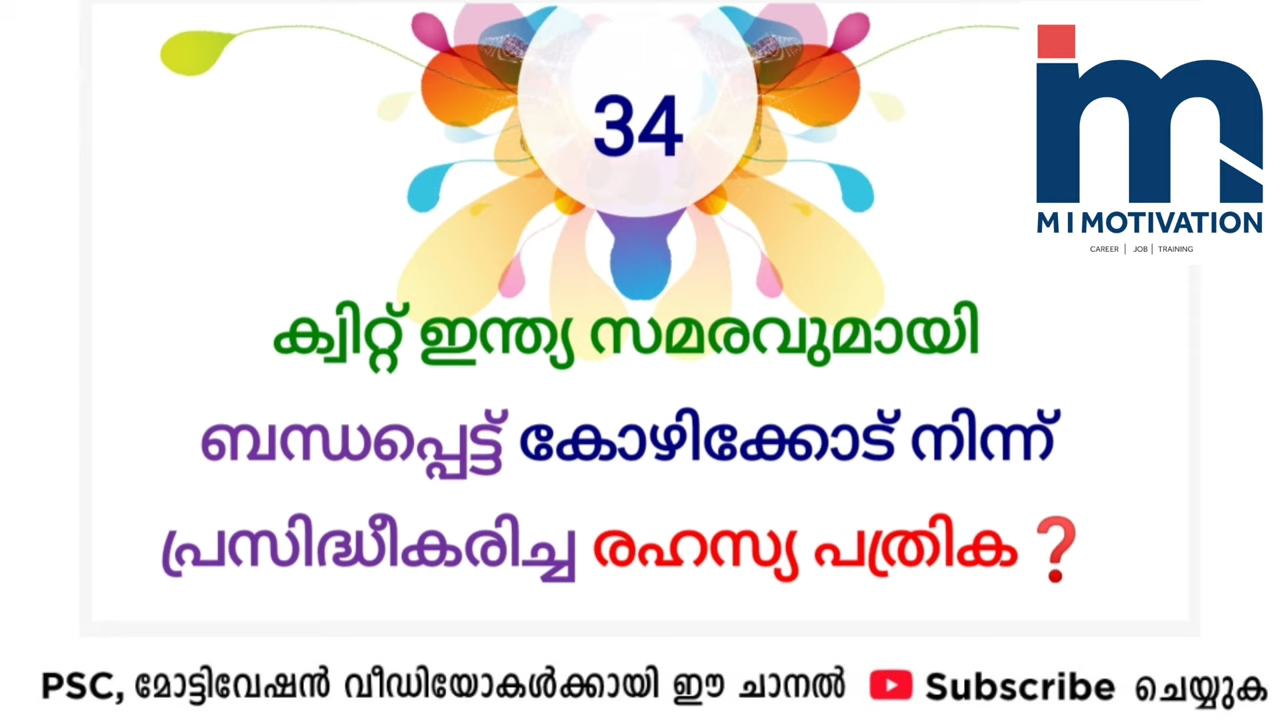 34
M I MOTIVATION
CAREER | JOB | TRAINING
ക്വിറ്റ് ഇന്ത്യ സമരവുമായി
ബന്ധപ്പെട്ട് കോഴിക്കോട് നിന്ന്
പ്രസിദ്ധീകരിച്ച രഹസ്യ പത്രിക❓
PSC, മോട്ടിവേഷൻ വീഡിയോകൾക്കായി ഈ ചാനൽ Subscribe ചെയ്യുക